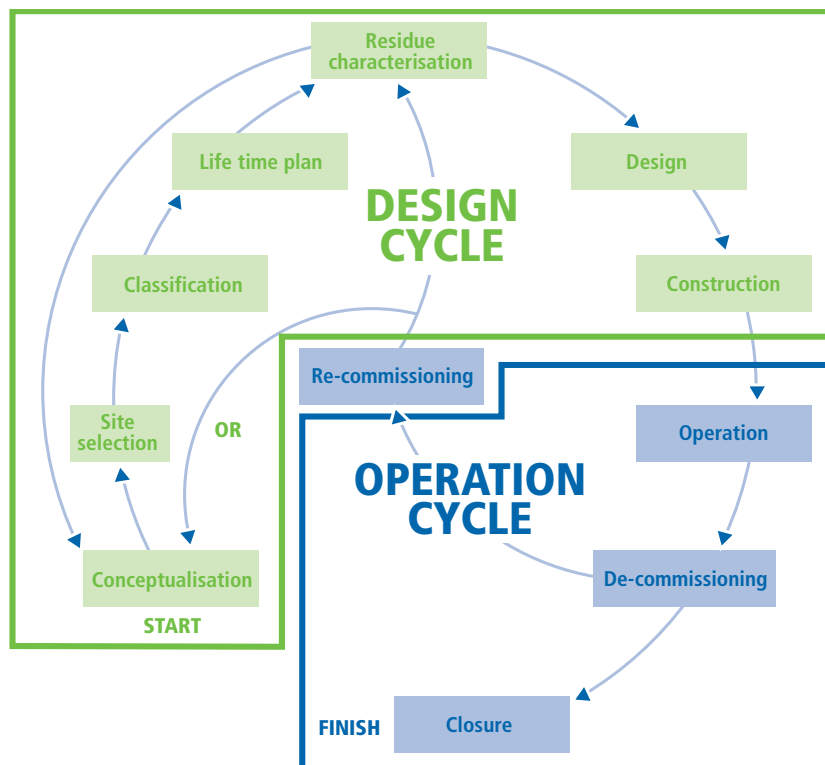 Residue
characterisation
Life time plan
Design
DESIGN
CYCLE
Classification
Construction
Re-commissioning
Site
selection
OR
Operation
OPERATION
CYCLE
Conceptualisation
De-commissioning
START
FINISH
Closure